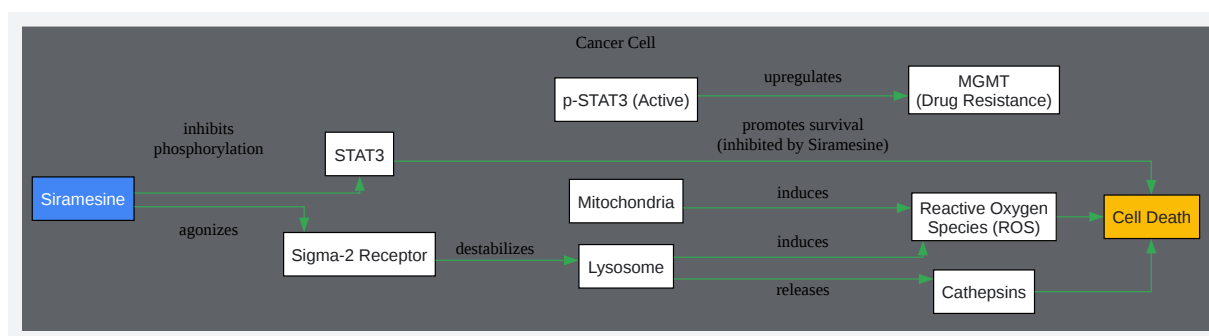 Cancer Cell
p-STAT3 (Active)
upregulates
MGMT
(Drug Resistance)
inhibits
phosphorylation
STAT3
promotes survival
(inhibited by Siramesine)
Siramesine
agonizes
Sigma-2 Receptor
destabilizes
Mitochondria
induces
Lysosome
induces
releases
Reactive Oxygen
Species (ROS)
Cathepsins
Cell Death